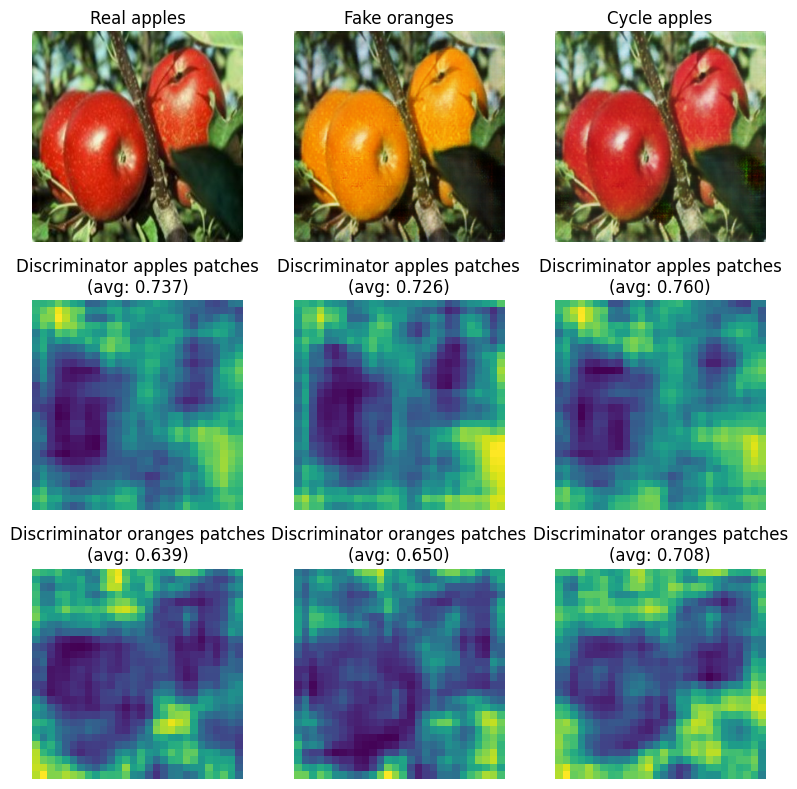 Real apples
Fake oranges
Cycle apples
Discriminator apples patches
(avg: 0.737)
Discriminator apples patches
(avg: 0.726)
Discriminator apples patches
(avg: 0.760)
Discriminator oranges patches
(avg: 0.639)
Discriminator oranges patches
(avg: 0.650)
Discriminator oranges patches
(avg: 0.708)